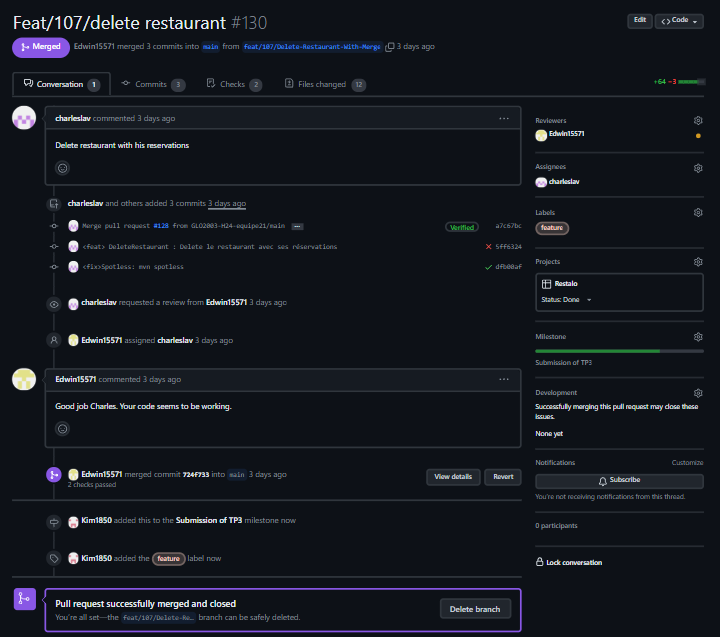 Feat/107/delete restaurant #130
Edit
Code
Merged
Edwin15571 merged 3 commits into main from feat/107/Delete-Restaurant-With-Merge 3 days ago
Conversation 1
Commits 3
Checks 2
Files changed 12
+64 −3
charleslav commented 3 days ago
Delete restaurant with his reservations
charleslav and others added 3 commits 3 days ago
Merge pull request #128 from GLO2003-H24-equipe21/main
Verified
a7c67bc
<feat> DeleteRestaurant : Delete le restaurant avec ses réservations
5ff6324
<fix>Spotless: mvn spotless
dfb00af
charleslav requested a review from Edwin15571 3 days ago
Edwin15571 assigned charleslav 3 days ago
Edwin15571 commented 3 days ago
Good job Charles. Your code seems to be working.
Edwin15571 merged commit 724f733 into main 3 days ago
2 checks passed
View details
Revert
Kim1850 added this to the Submission of TP3 milestone now
Kim1850 added the feature label now
Pull request successfully merged and closed
You're all set—the feat/107/Delete-Re… branch can be safely deleted.
Delete branch
Reviewers
Edwin15571
Assignees
charleslav
Labels
feature
Projects
Restalo
Status: Done
Milestone
Submission of TP3
Development
Successfully merging this pull request may close these
issues.
None yet
Notifications
Customize
Subscribe
You're not receiving notifications from this thread.
0 participants
Lock conversation